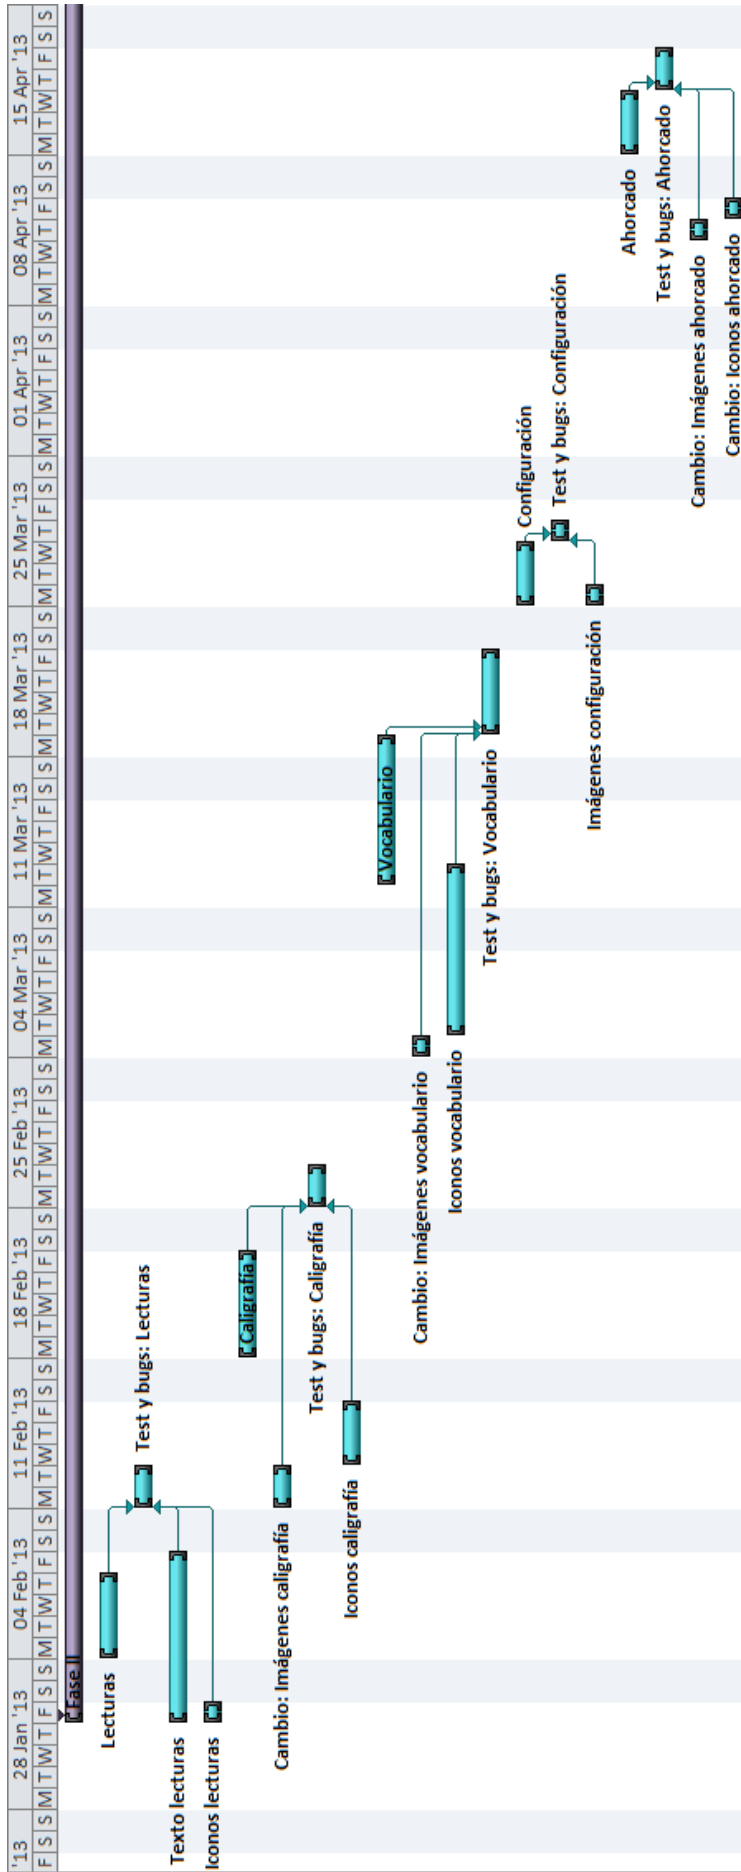 '13 28 Jan '13 04 Feb '13 11 Feb '13 18 Feb '13 25 Feb '13 04 Mar '13 11 Mar '13 18 Mar '13 25 Mar '13 01 Apr '13 08 Apr '13 15 Apr '13
F S S M T W T F S S M T W T F S S M T W T F S S M T W T F S S M T W T F S S M T W T F S S M T W T F S S M T W T F S S M T W T F S S M T W T F S S M T W T F S S M T W T F S S
Fase II
Lecturas
Test y bugs: Lecturas
Texto lecturas
Iconos lecturas
Caligrafía
Cambio: Imágenes caligrafía
Test y bugs: Caligrafía
Iconos caligrafía
Vocabulario
Cambio: Imágenes vocabulario
Iconos vocabulario
Test y bugs: Vocabulario
Configuración
Test y bugs: Configuración
Imágenes configuración
Ahorcado
Test y bugs: Ahorcado
Cambio: Imágenes ahorcado
Cambio: Iconos ahorcado